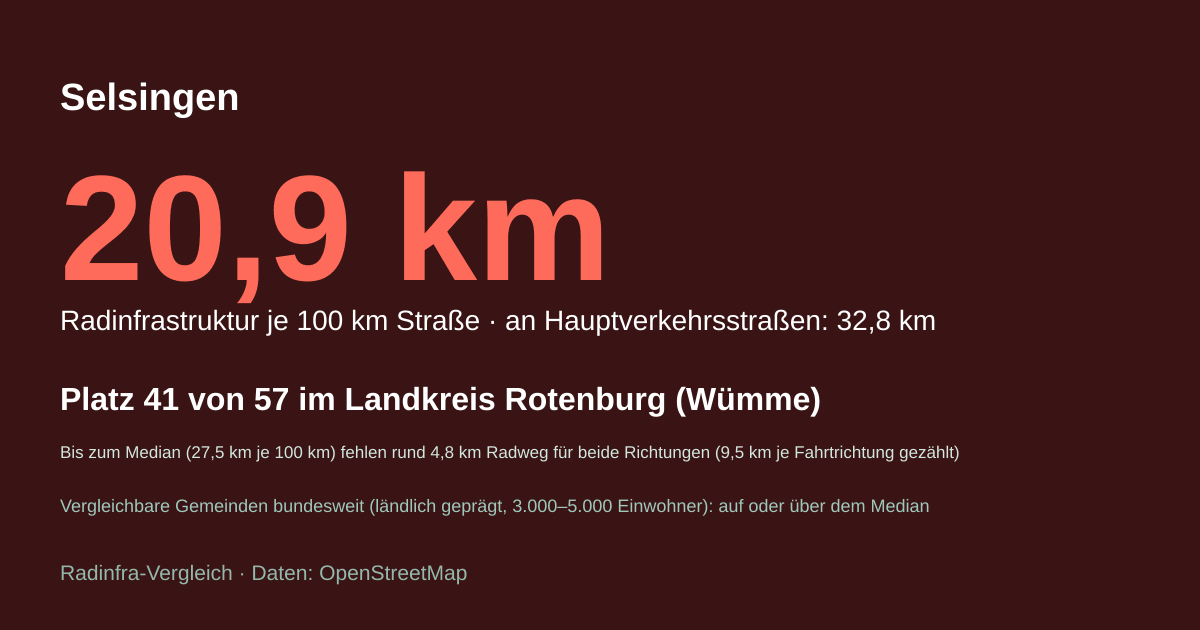 Selsingen
20,9 km
Radinfrastruktur je 100 km Straße · an Hauptverkehrsstraßen: 32,8 km
Platz 41 von 57 im Landkreis Rotenburg (Wümme)
Bis zum Median (27,5 km je 100 km) fehlen rund 4,8 km Radweg für beide Richtungen (9,5 km je Fahrtrichtung gezählt)
Vergleichbare Gemeinden bundesweit (ländlich geprägt, 3.000–5.000 Einwohner): auf oder über dem Median
Radinfra-Vergleich · Daten: OpenStreetMap